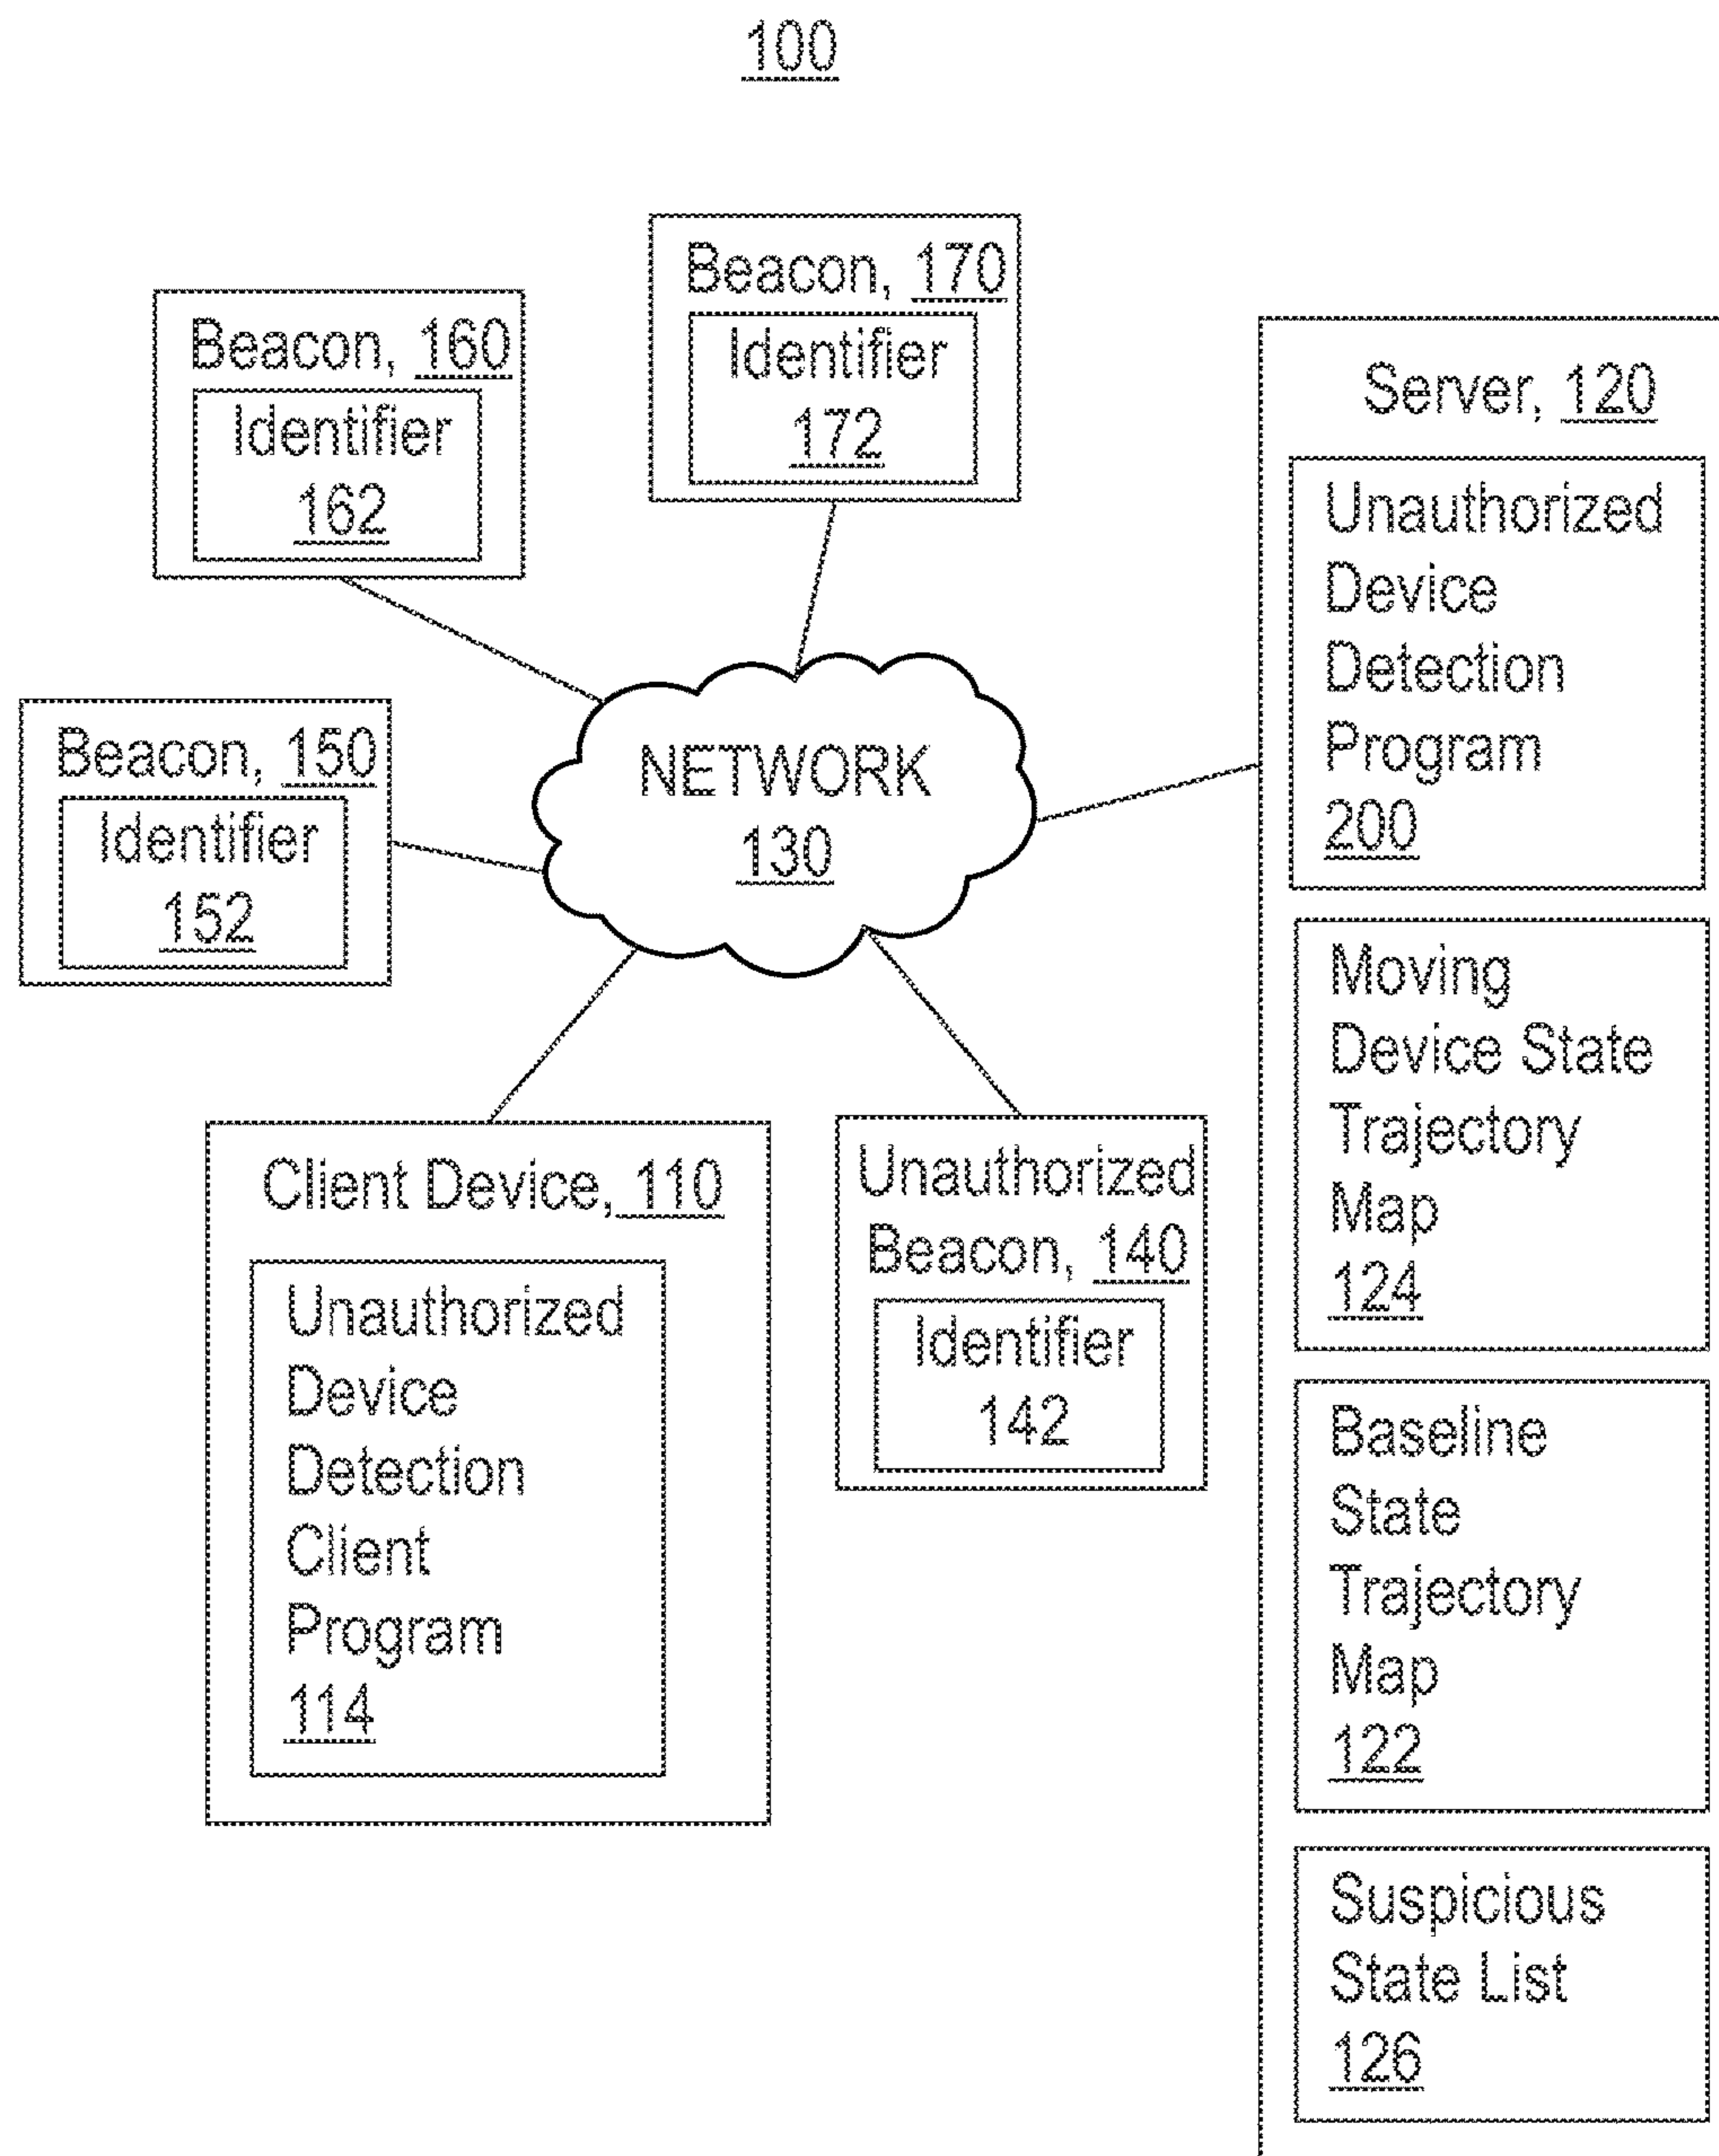 100
Beacon, 170
Identifier
172
Beacon, 160
Identifier
162
Server, 120
Unauthorized
Device
Detection
Program
200
Beacon, 150
Identifier
152
NETWORK
130
Moving
Device State
Trajectory
Map
124
Client Device, 110
Unauthorized
Device
Detection
Client
Program
114
Unauthorized
Beacon, 140
Identifier
142
Baseline
State
Trajectory
Map
122
Suspicious
State List
126